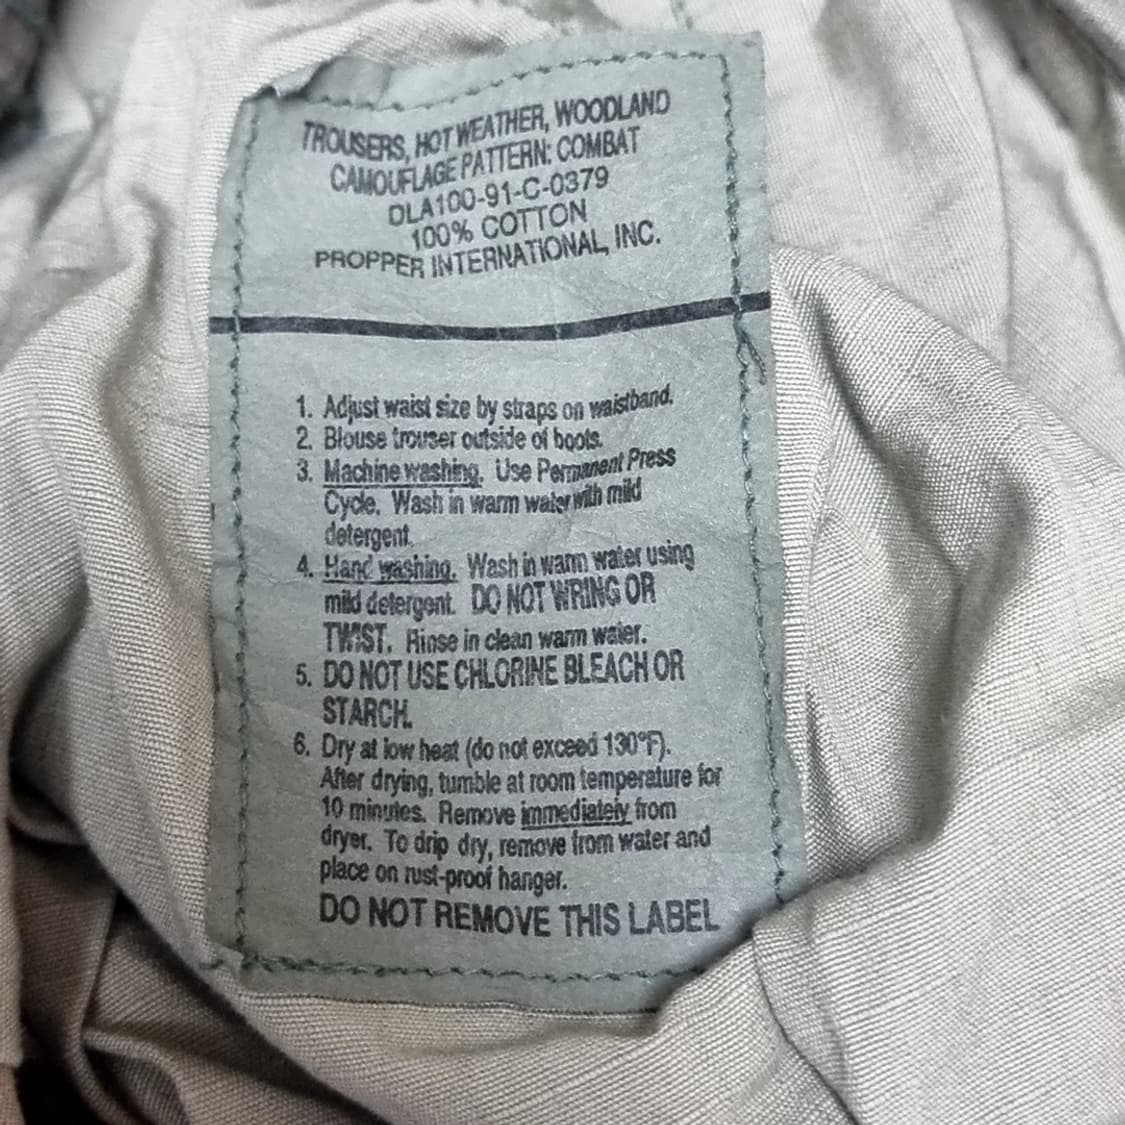 TROUSERS, HOT WEATHER, WOODLAND
CAMOUFLAGE PATTERN: COMBAT
DLA100-91-C-0379
100% COTTON
PROPPER INTERNATIONAL, INC.
1. Adjust waist size by straps on waistband.
2. Blouse trouser outside of boots.
3. Machine washing. Use Permanent Press
Cycle. Wash in warm water with mild
detergent.
4. Hand washing. Wash in warm water using
mild detergent. DO NOT WRING OR
TWIST. Rinse in clean warm water.
5. DO NOT USE CHLORINE BLEACH OR
STARCH.
6. Dry at low heat (do not exceed 130°F).
After drying, tumble at room temperature for
10 minutes. Remove immediately from
dryer. To drip dry, remove from water and
place on rust-proof hanger.
DO NOT REMOVE THIS LABEL